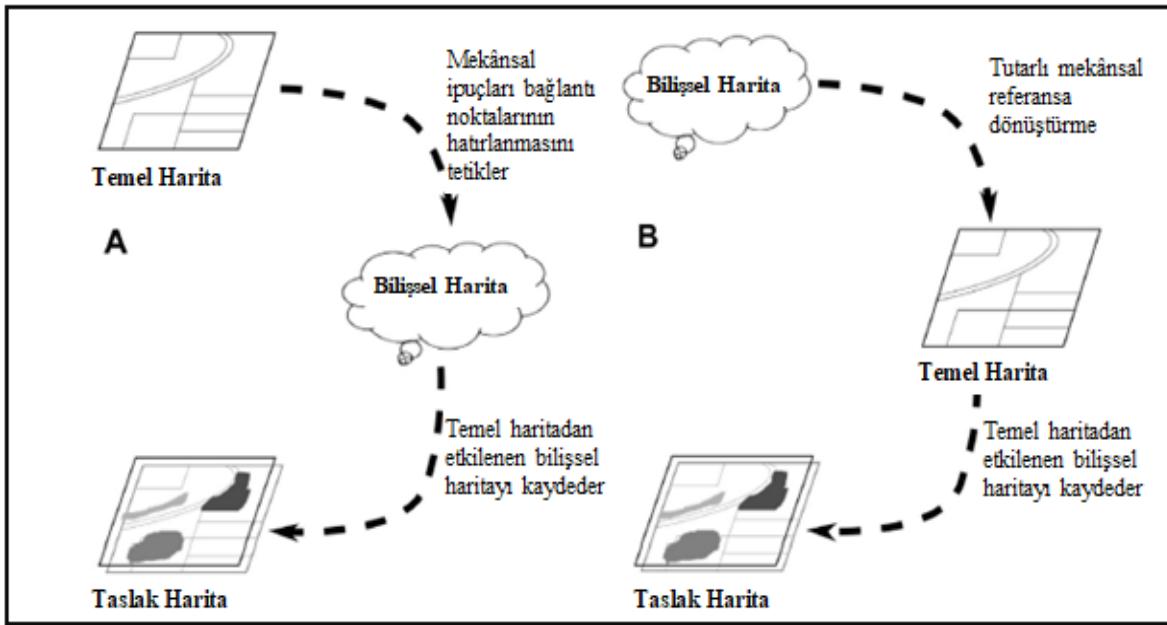 Temel Harita
Mekânsal
ipuçları bağlantı
noktalarının
hatırlanmasını
tetikler
A
Bilişsel Harita
Temel haritadan
etkilenen bilişsel
haritayı kaydeder
Taslak Harita
Bilişsel Harita
Tutarlı mekânsal
referansa
dönüştürme
B
Temel Harita
Temel haritadan
etkilenen bilişsel
haritayı kaydeder
Taslak Harita